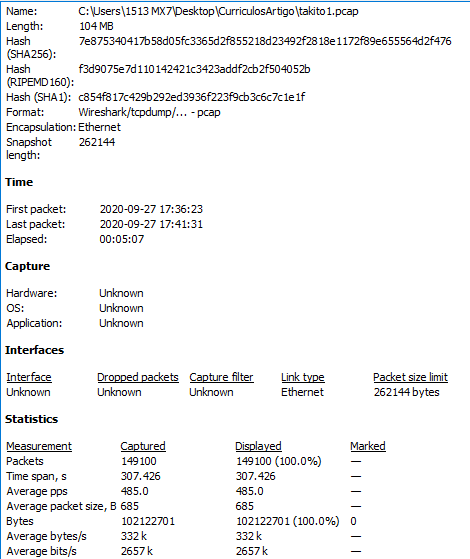 Name: C:\Users\1513 MX7\Desktop\CurriculosArtigo\takito1.pcap
Length: 104 MB
Hash (SHA256): 7e875340417b58d05fc3365d2f855218d23492f2818e1172f89e655564d2f476
Hash (RIPEMD160): f3d9075e7d110142421c3423addf2cb2f504052b
Hash (SHA1): c854f817c429b292ed3936f223f9cb3c6c7c1e1f
Format: Wireshark/tcpdump/... - pcap
Encapsulation: Ethernet
Snapshot length: 262144
Time
First packet: 2020-09-27 17:36:23
Last packet: 2020-09-27 17:41:31
Elapsed: 00:05:07
Capture
Hardware: Unknown
OS: Unknown
Application: Unknown
Interfaces
Interface Dropped packets Capture filter Link type Packet size limit
Unknown Unknown Unknown Ethernet 262144 bytes
Statistics
Measurement Captured Displayed Marked
Packets 149100 149100 (100.0%) —
Time span, s 307.426 307.426 —
Average pps 485.0 485.0 —
Average packet size, B 685 685 —
Bytes 102122701 102122701 (100.0%) 0
Average bytes/s 332 k 332 k —
Average bits/s 2657 k 2657 k —